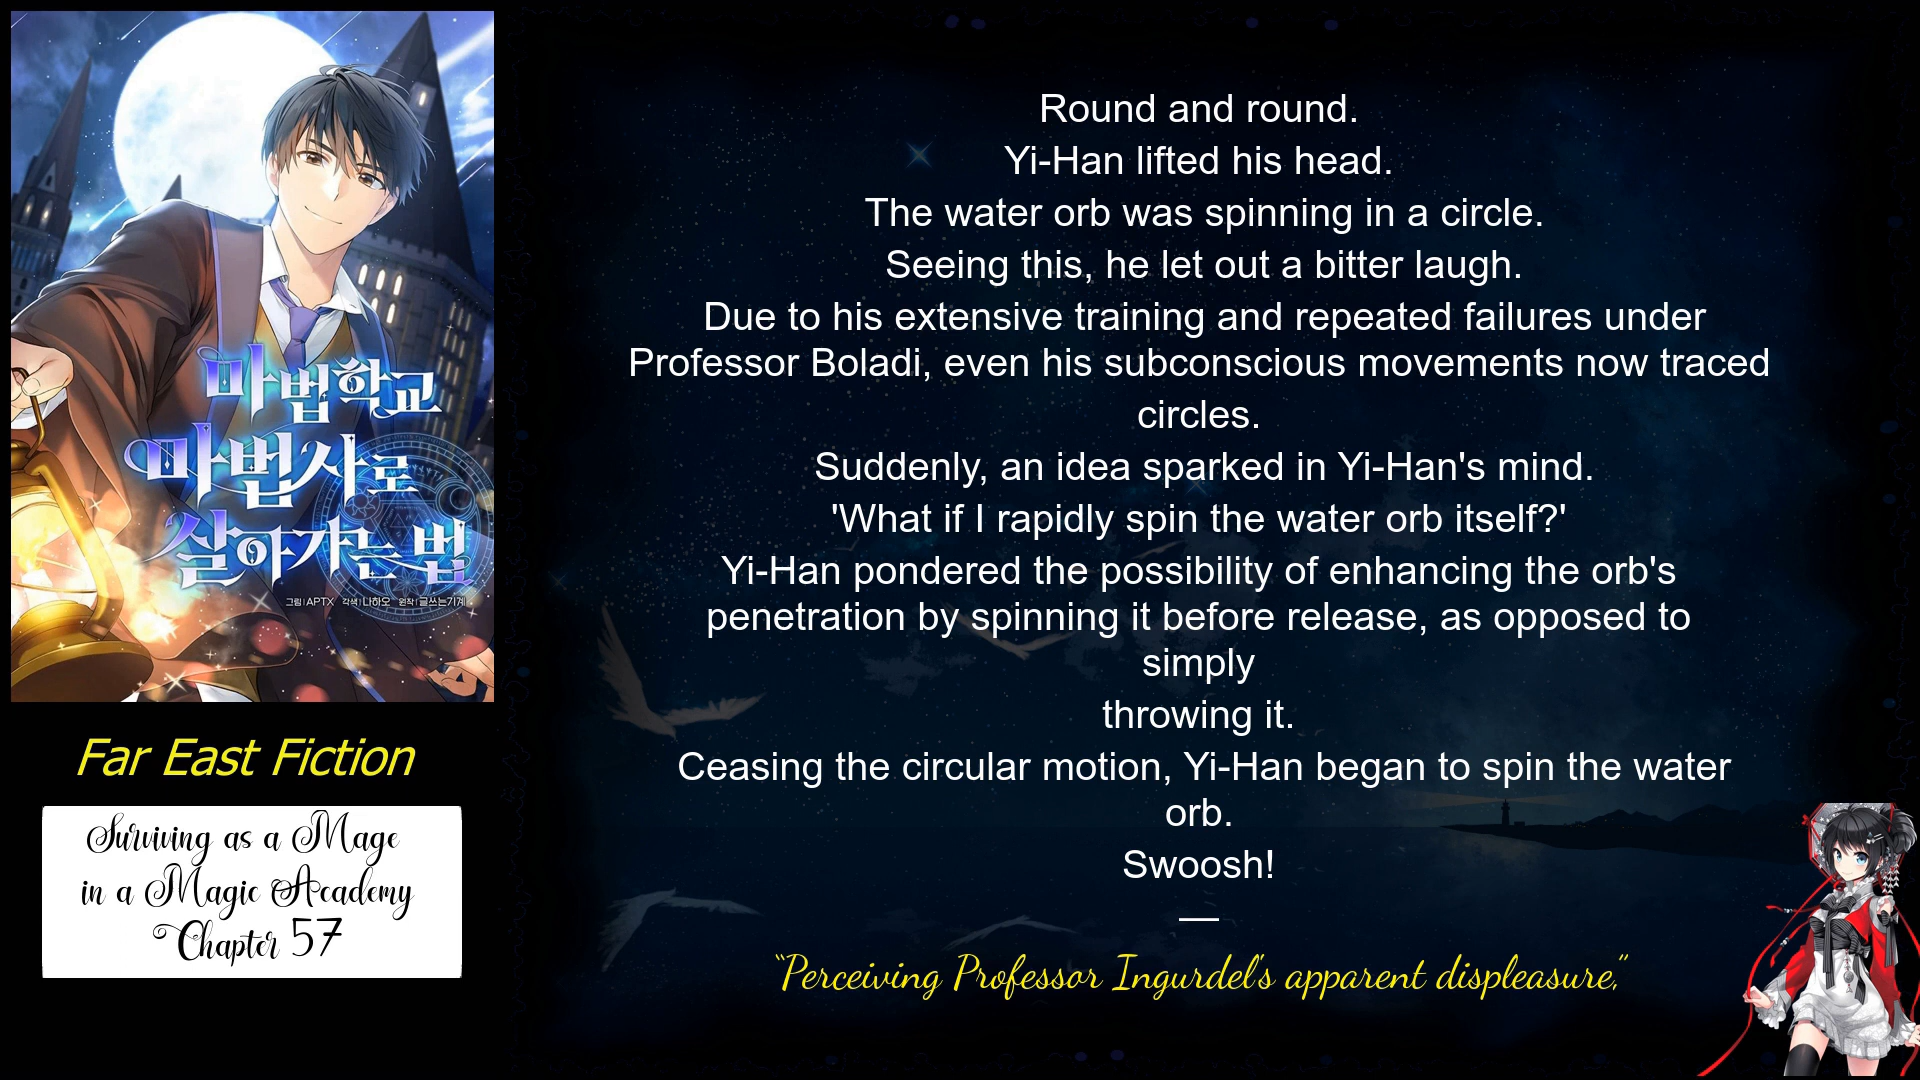 마법학교
마법사로
살아가는 법
그림 | APTX 각색 | 나하오 원작 | 글쓰는기계
Far East Fiction
Surviving as a Mage
in a Magic Academy
Chapter 57
Round and round.
Yi-Han lifted his head.
The water orb was spinning in a circle.
Seeing this, he let out a bitter laugh.
Due to his extensive training and repeated failures under
Professor Boladi, even his subconscious movements now traced
circles.
Suddenly, an idea sparked in Yi-Han's mind.
'What if I rapidly spin the water orb itself?'
Yi-Han pondered the possibility of enhancing the orb's
penetration by spinning it before release, as opposed to
simply
throwing it.
Ceasing the circular motion, Yi-Han began to spin the water
orb.
Swoosh!
—
“Perceiving Professor Ingurdel's apparent displeasure,”